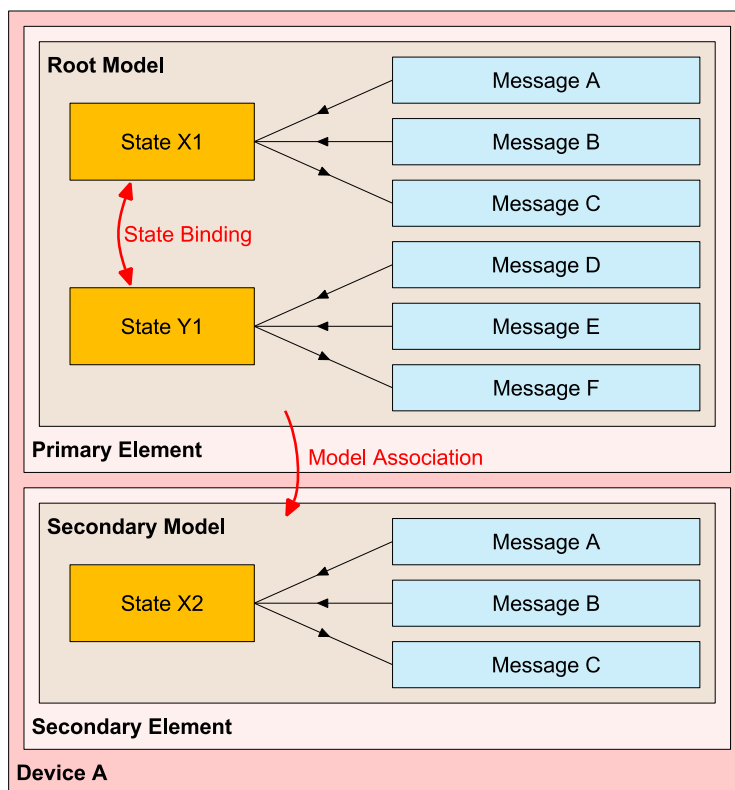 Root Model
Message A
State X1
Message B
Message C
State Binding
Message D
State Y1
Message E
Message F
Primary Element
Model Association
Secondary Model
Message A
State X2
Message B
Message C
Secondary Element
Device A